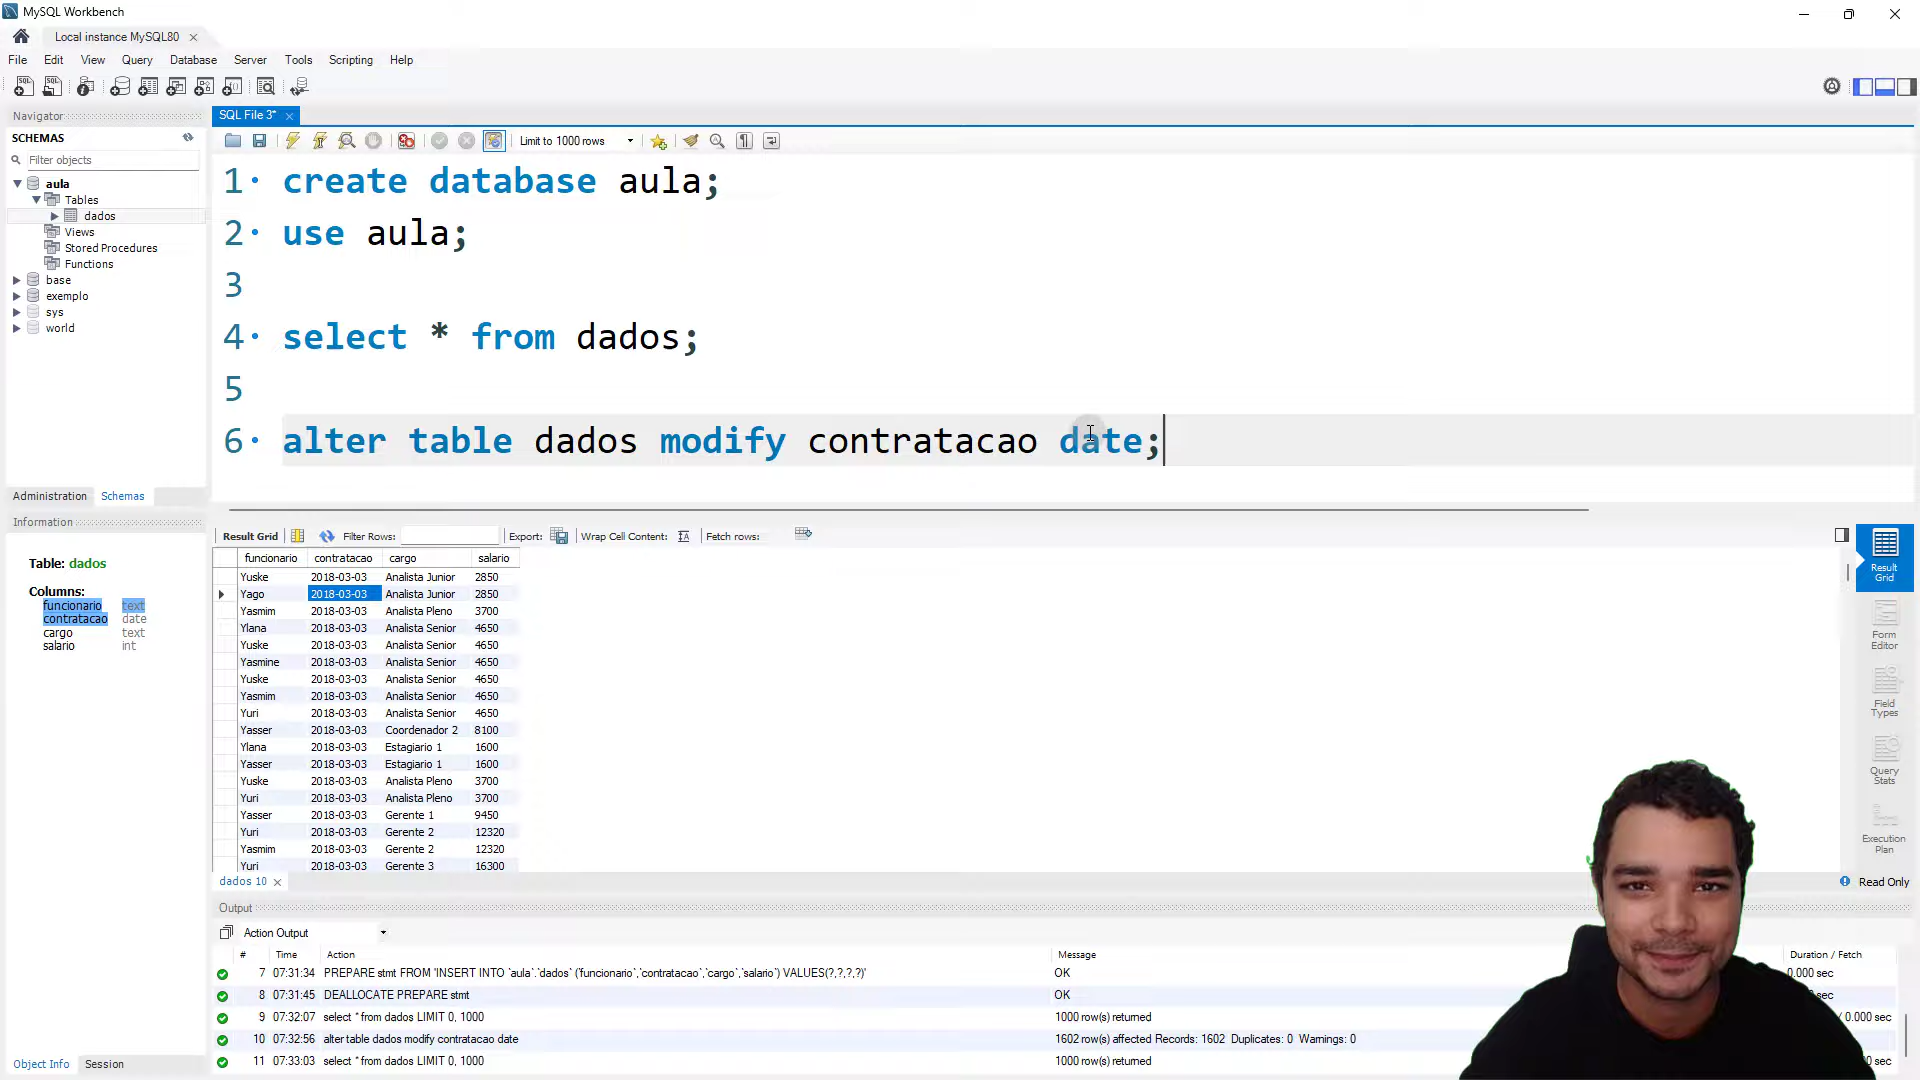 MySQL Workbench
Local instance MySQL80
File Edit View Query Database Server Tools Scripting Help
Navigator
SCHEMAS
Filter objects
aula
Tables
dados
Views
Stored Procedures
Functions
base
exemplo
sys
world
Administration Schemas
Information
Table: dados
Columns:
funcionario text
contratacao date
cargo text
salario int
Object Info Session
SQL File 3*
Limit to 1000 rows
1 create database aula;
2 use aula;
3
4 select * from dados;
5
6 alter table dados modify contratacao date;
Result Grid Filter Rows: Export: Wrap Cell Content: Fetch rows:
funcionario contratacao cargo salario
Yuske 2018-03-03 Analista Junior 2850
Yago 2018-03-03 Analista Junior 2850
Yasmim 2018-03-03 Analista Pleno 3700
Ylana 2018-03-03 Analista Senior 4650
Yuske 2018-03-03 Analista Senior 4650
Yasmine 2018-03-03 Analista Senior 4650
Yuske 2018-03-03 Analista Senior 4650
Yasmim 2018-03-03 Analista Senior 4650
Yuri 2018-03-03 Analista Senior 4650
Yasser 2018-03-03 Coordenador 2 8100
Ylana 2018-03-03 Estagiario 1 1600
Yasser 2018-03-03 Estagiario 1 1600
Yuske 2018-03-03 Analista Pleno 3700
Yuri 2018-03-03 Analista Pleno 3700
Yasser 2018-03-03 Gerente 1 9450
Yuri 2018-03-03 Gerente 2 12320
Yasmim 2018-03-03 Gerente 2 12320
Yuri 2018-03-03 Gerente 3 16300
Result
Grid
Form
Editor
Field
Types
Query
Stats
Execution
Plan
dados 10
Read Only
Output
Action Output
# Time Action Message Duration / Fetch
7 07:31:34 PREPARE stmt FROM 'INSERT INTO `aula`.`dados` (`funcionario`,`contratacao`,`cargo`,`salario`) VALUES(?,?,?,?)' OK 0.000 sec
8 07:31:45 DEALLOCATE PREPARE stmt OK sec
9 07:32:07 select * from dados LIMIT 0, 1000 1000 row(s) returned / 0.000 sec
10 07:32:56 alter table dados modify contratacao date 1602 row(s) affected Records: 1602 Duplicates: 0 Warnings: 0
11 07:33:03 select * from dados LIMIT 0, 1000 1000 row(s) returned sec